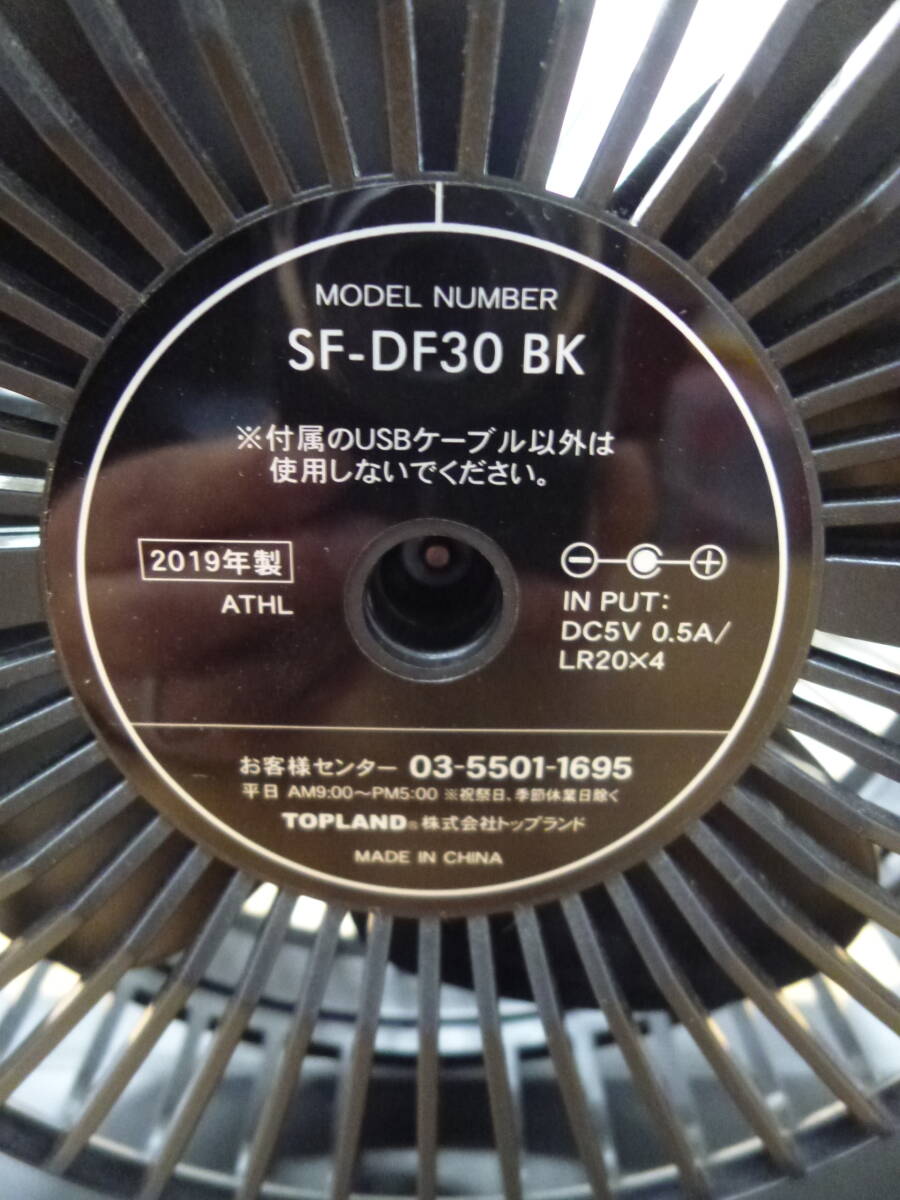 MODEL NUMBER
SF-DF30 BK
※付属のUSBケーブル以外は
使用しないでください。
2019年製
ATHL
⊖ ⊕
IN PUT:
DC5V 0.5A/
LR20×4
お客様センター 03-5501-1695
平日 AM9:00～PM5:00 ※祝祭日、季節休業日除く
TOPLAND® 株式会社トップランド
MADE IN CHINA